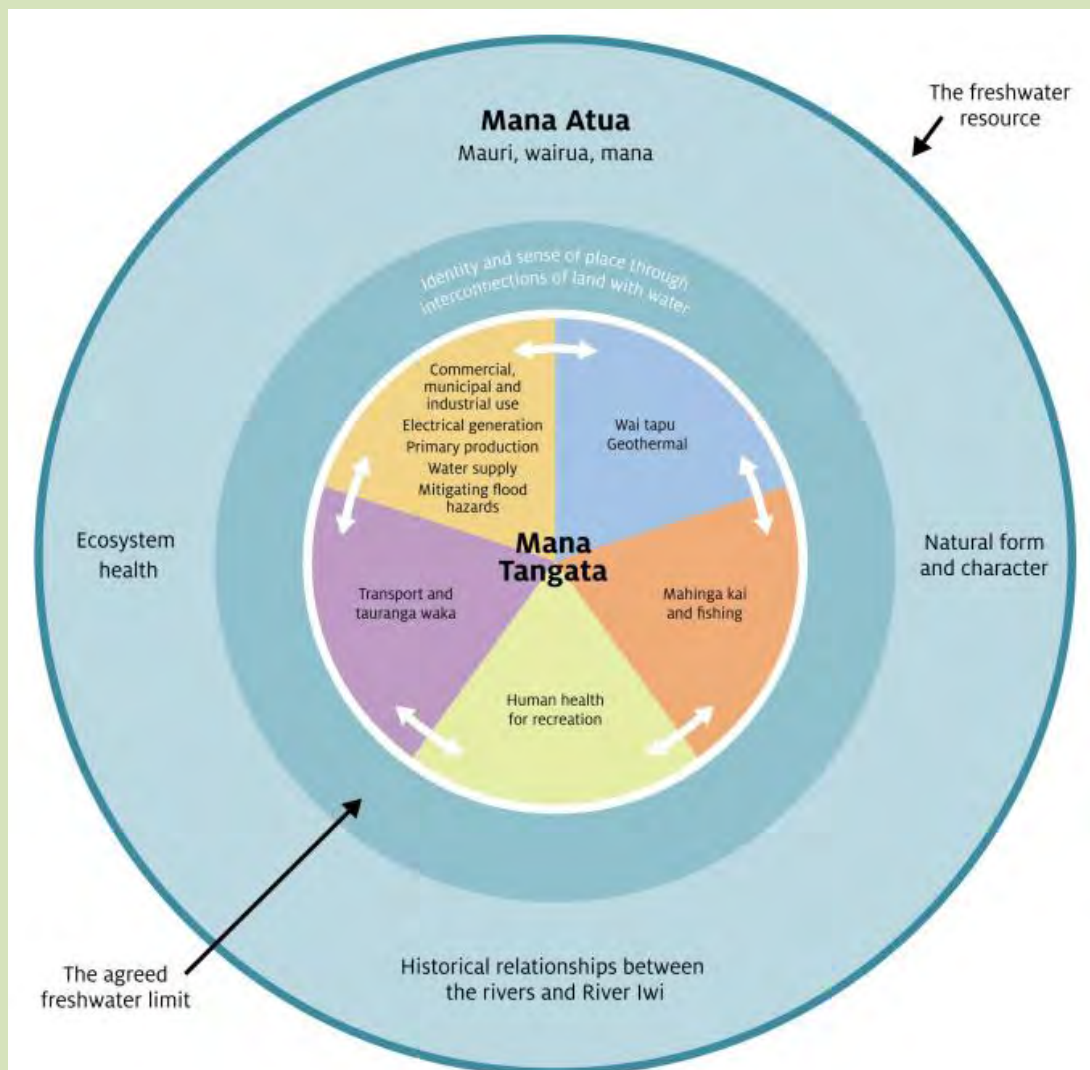 The freshwater
resource
Mana Atua
Mauri, wairua, mana
Identity and sense of place through
interconnections of land with water
Commercial,
municipal and
industrial use
Electrical generation
Primary production
Water supply
Mitigating flood
hazards
Wai tapu
Geothermal
Mana
Tangata
Ecosystem
health
Natural form
and character
Transport and
tauranga waka
Mahinga kai
and fishing
Human health
for recreation
The agreed
freshwater limit
Historical relationships between
the rivers and River Iwi